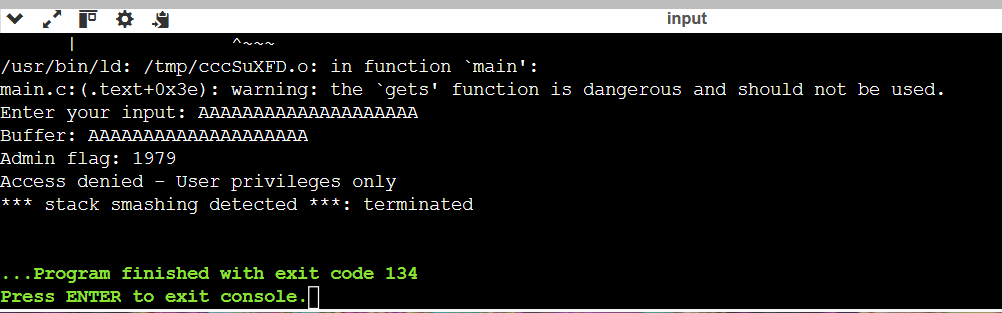 input
| ^~~~
/usr/bin/ld: /tmp/cccSuXFD.o: in function `main':
main.c:(.text+0x3e): warning: the `gets' function is dangerous and should not be used.
Enter your input: AAAAAAAAAAAAAAAAAAAA
Buffer: AAAAAAAAAAAAAAAAAAAA
Admin flag: 1979
Access denied - User privileges only
*** stack smashing detected ***: terminated
...Program finished with exit code 134
Press ENTER to exit console.